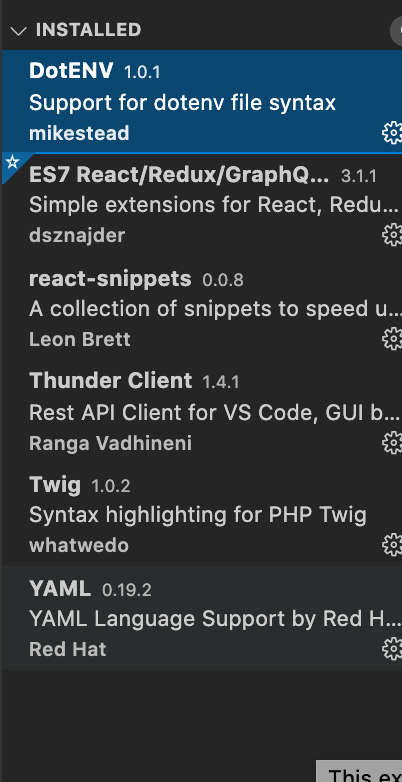 INSTALLED
DotENV 1.0.1
Support for dotenv file syntax
mikestead
ES7 React/Redux/GraphQ... 3.1.1
Simple extensions for React, Redu...
dsznajder
react-snippets 0.0.8
A collection of snippets to speed u...
Leon Brett
Thunder Client 1.4.1
Rest API Client for VS Code, GUI b...
Ranga Vadhineni
Twig 1.0.2
Syntax highlighting for PHP Twig
whatwedo
YAML 0.19.2
YAML Language Support by Red H...
Red Hat
This ex